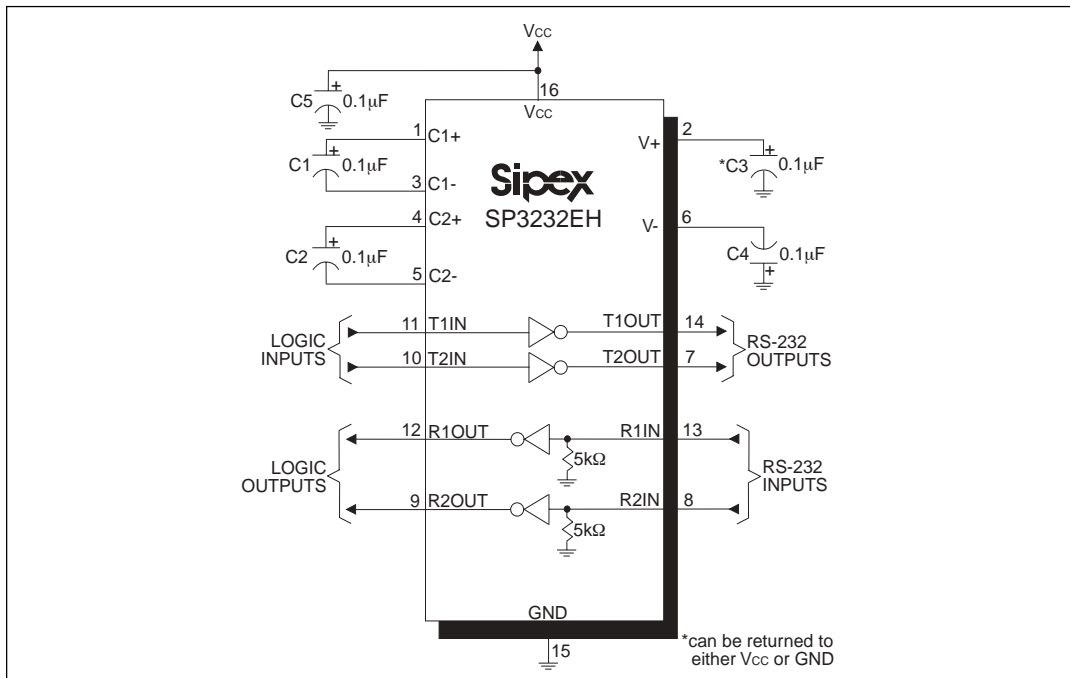 VCC
C5
+
0.1µF
16
VCC
1
C1+
C1
+
0.1µF
3
C1-
4
C2+
C2
+
0.1µF
5
C2-
Sipex
SP3232EH
V+
2
*C3
+
0.1µF
V-
6
C4
0.1µF
+
LOGIC
INPUTS
11
T1IN
T1OUT
14
10
T2IN
T2OUT
7
RS-232
OUTPUTS
LOGIC
OUTPUTS
12
R1OUT
R1IN
13
5kΩ
9
R2OUT
R2IN
8
5kΩ
RS-232
INPUTS
GND
15
*can be returned to
either VCC or GND